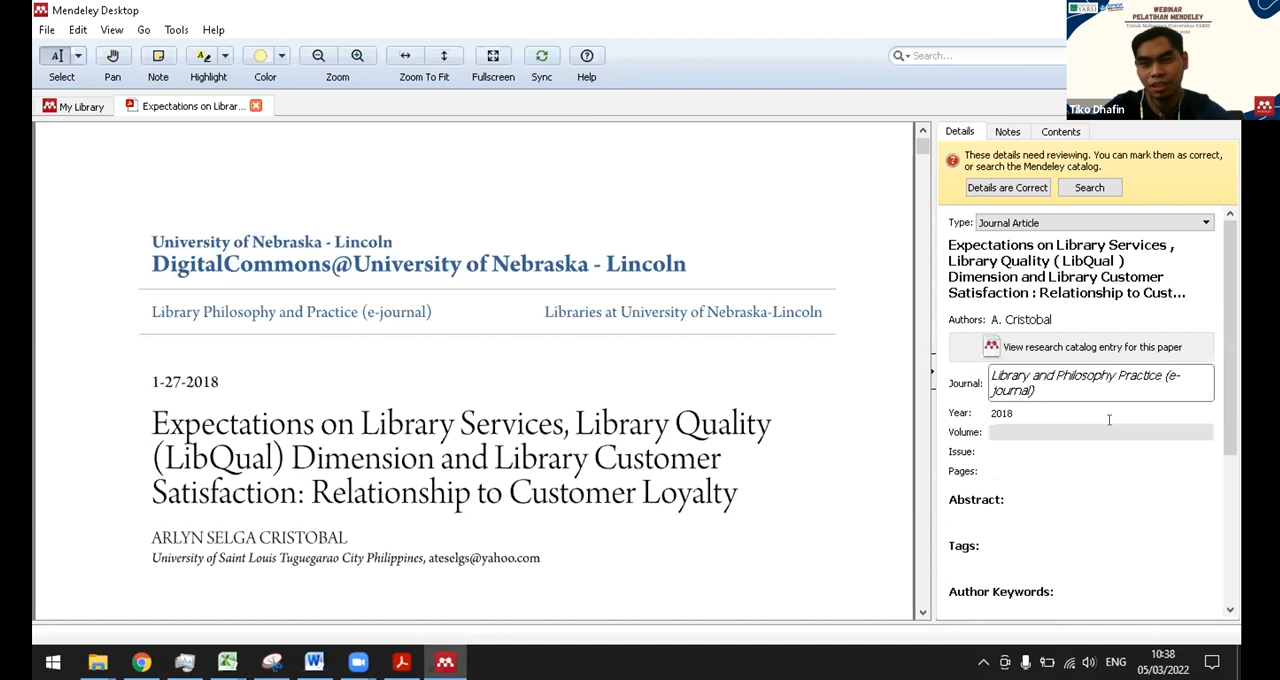 Mendeley Desktop
File Edit View Go Tools Help
Select Pan Note Highlight Color Zoom Zoom To Fit Fullscreen Sync Help
Search...
WEBINAR
PELATIHAN MENDELEY
Tiko Dhafin
My Library
Expectations on Librar...
Details Notes Contents
These details need reviewing. You can mark them as correct,
or search the Mendeley catalog.
Details are Correct Search
Type: Journal Article
Expectations on Library Services ,
Library Quality ( LibQual )
Dimension and Library Customer
Satisfaction : Relationship to Cust...
Authors: A. Cristobal
View research catalog entry for this paper
Journal: Library and Philosophy Practice (e-
journal)
Year: 2018
Volume:
Issue:
Pages:
Abstract:
Tags:
Author Keywords:
University of Nebraska - Lincoln
DigitalCommons@University of Nebraska - Lincoln
Library Philosophy and Practice (e-journal) Libraries at University of Nebraska-Lincoln
1-27-2018
Expectations on Library Services, Library Quality
(LibQual) Dimension and Library Customer
Satisfaction: Relationship to Customer Loyalty
ARLYN SELGA CRISTOBAL
University of Saint Louis Tuguegarao City Philippines, ateselgs@yahoo.com
ENG
10:38
05/03/2022